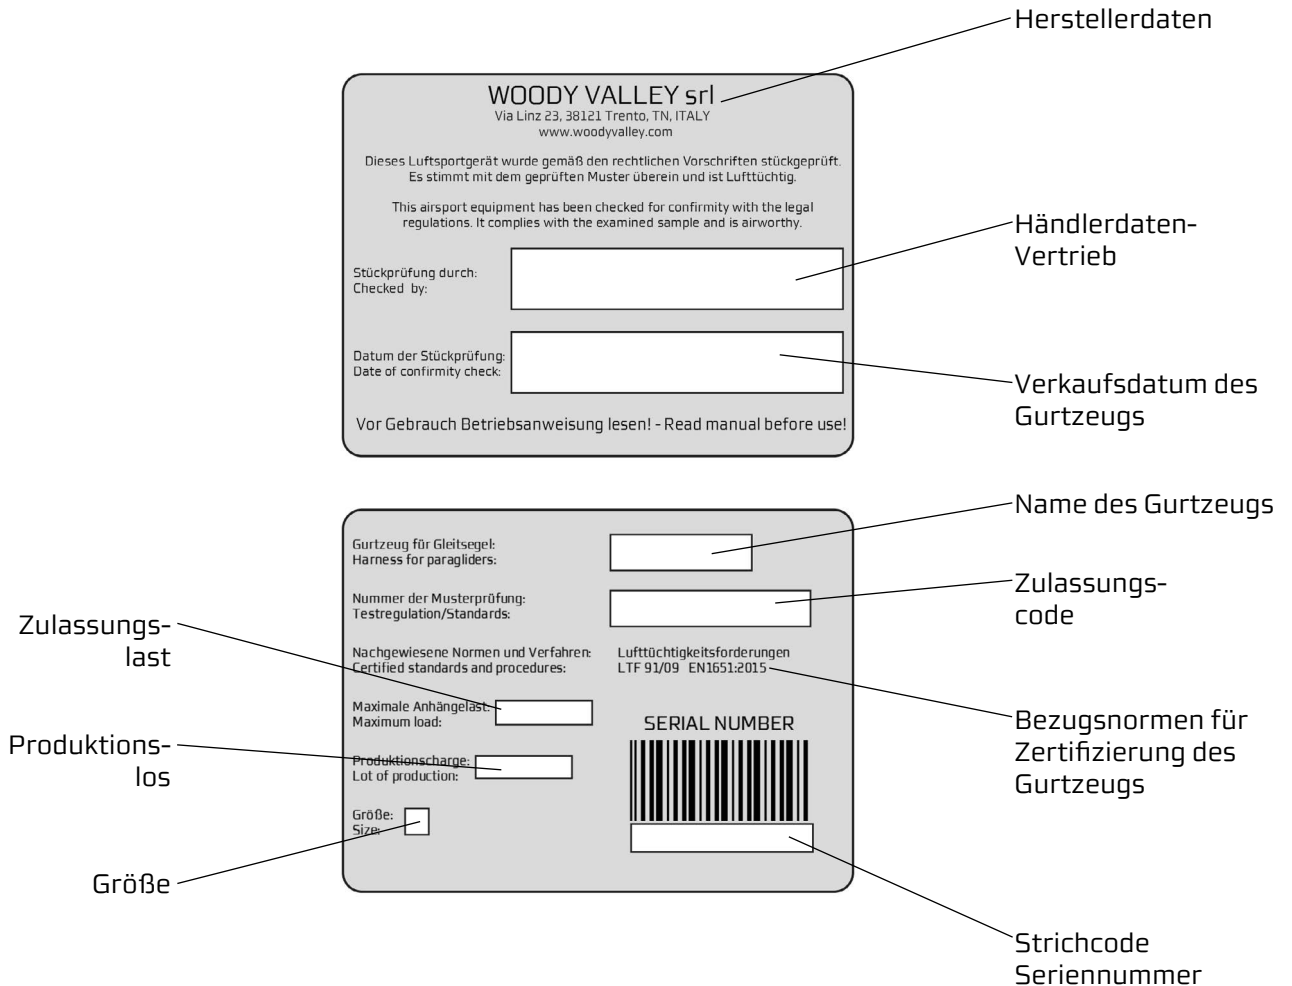 Herstellerdaten
WOODY VALLEY srl
Via Linz 23, 38121 Trento, TN, ITALY
www.woodyvalley.com
Dieses Luftsportgerät wurde gemäß den rechtlichen Vorschriften stückgeprüft.
Es stimmt mit dem geprüften Muster überein und ist Lufttüchtig.
This airsport equipment has been checked for confirmity with the legal
regulations. It complies with the examined sample and is airworthy.
Händlerdaten-
Vertrieb
Stückprüfung durch:
Checked by:
Datum der Stückprüfung:
Date of confirmity check:
Verkaufsdatum des
Gurtzeugs
Vor Gebrauch Betriebsanweisung lesen! - Read manual before use!
Name des Gurtzeugs
Gurtzeug für Gleitsegel:
Harness for paragliders:
Zulassungs-
code
Nummer der Musterprüfung:
Testregulation/Standards:
Zulassungs-
last
Nachgewiesene Normen und Verfahren:
Certified standards and procedures:
Lufttüchtigkeitsforderungen
LTF 91/09 EN1651:2015
Maximale Anhängelast:
Maximum load:
SERIAL NUMBER
Bezugsnormen für
Zertifizierung des
Gurtzeugs
Produktions-
los
Produktionscharge:
Lot of production:
Größe:
Size:
Größe
Strichcode
Seriennummer